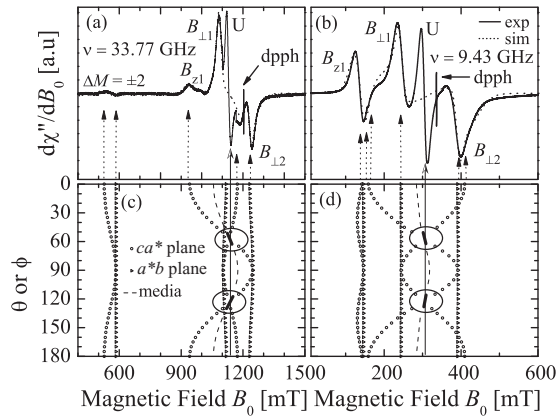 (a)
B⊥1
U
ν = 33.77 GHz
ΔM = ±2
Bz1
dpph
B⊥2
dχ''/dB0 [a.u]
(b)
B⊥1
U
exp
sim
ν = 9.43 GHz
Bz1
dpph
B⊥2
(c)
ca* plane
a*b plane
media
(d)
θ or ϕ
0
30
60
90
120
150
180
600
900
1200
1500
100
200
400
600
Magnetic Field B0 [mT]
Magnetic Field B0 [mT]